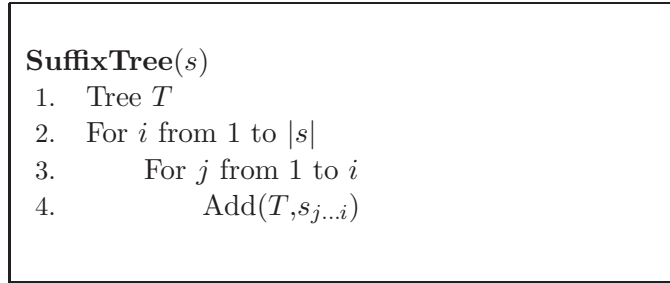 SuffixTree(s)
1. Tree T
2. For i from 1 to |s|
3. For j from 1 to i
4. Add(T,s_{j...i})